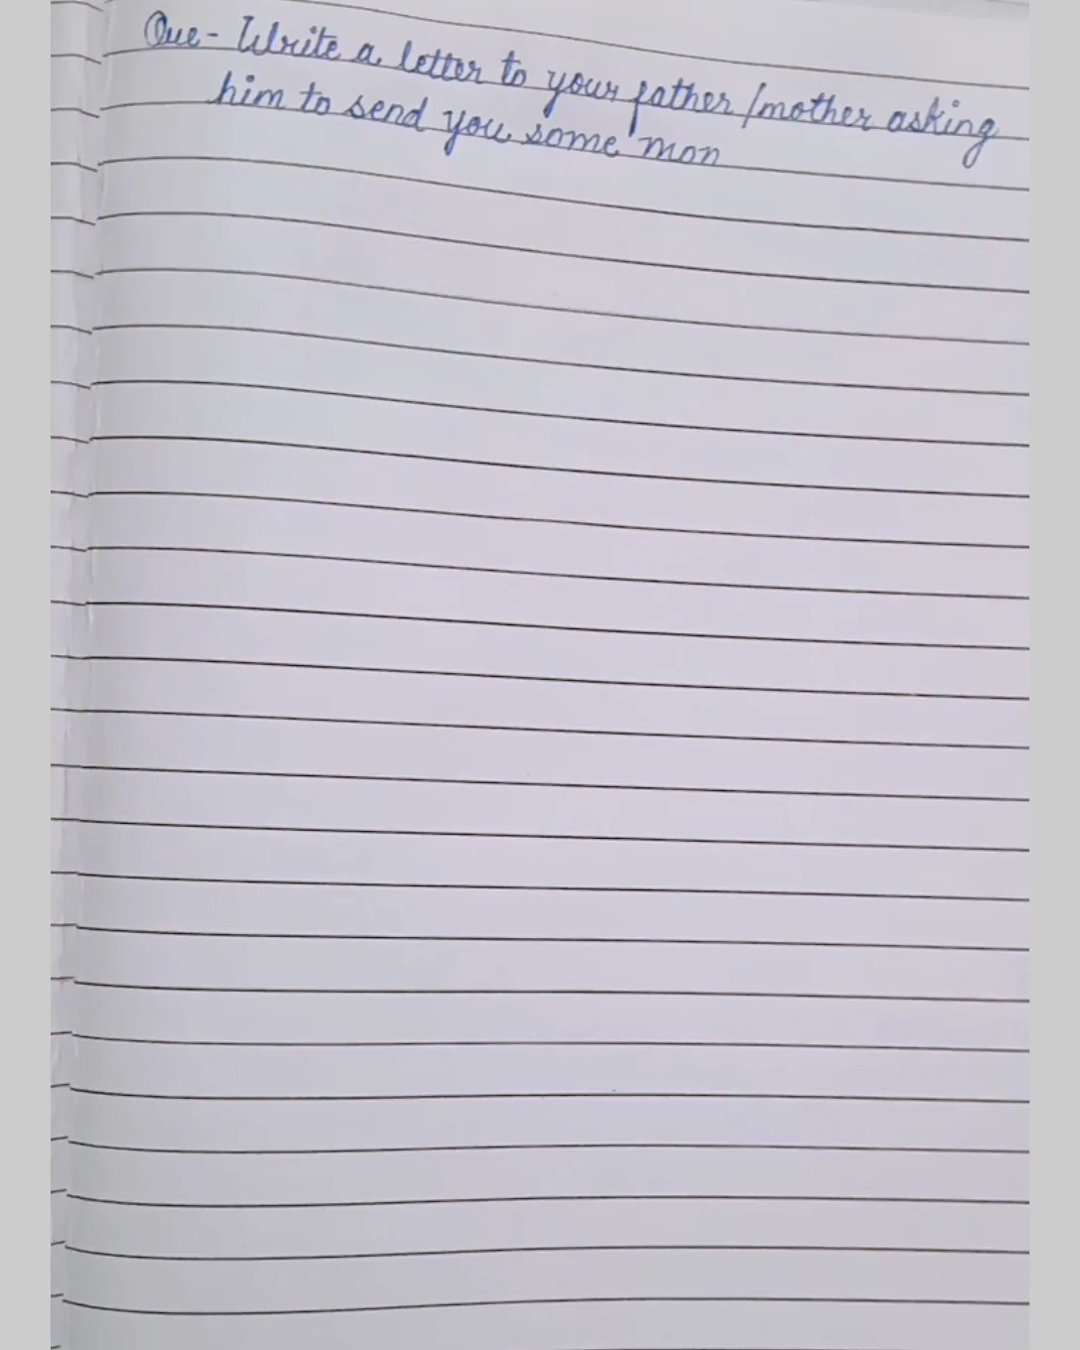 Que- Write a letter to your father/mother asking
him to send you some mon